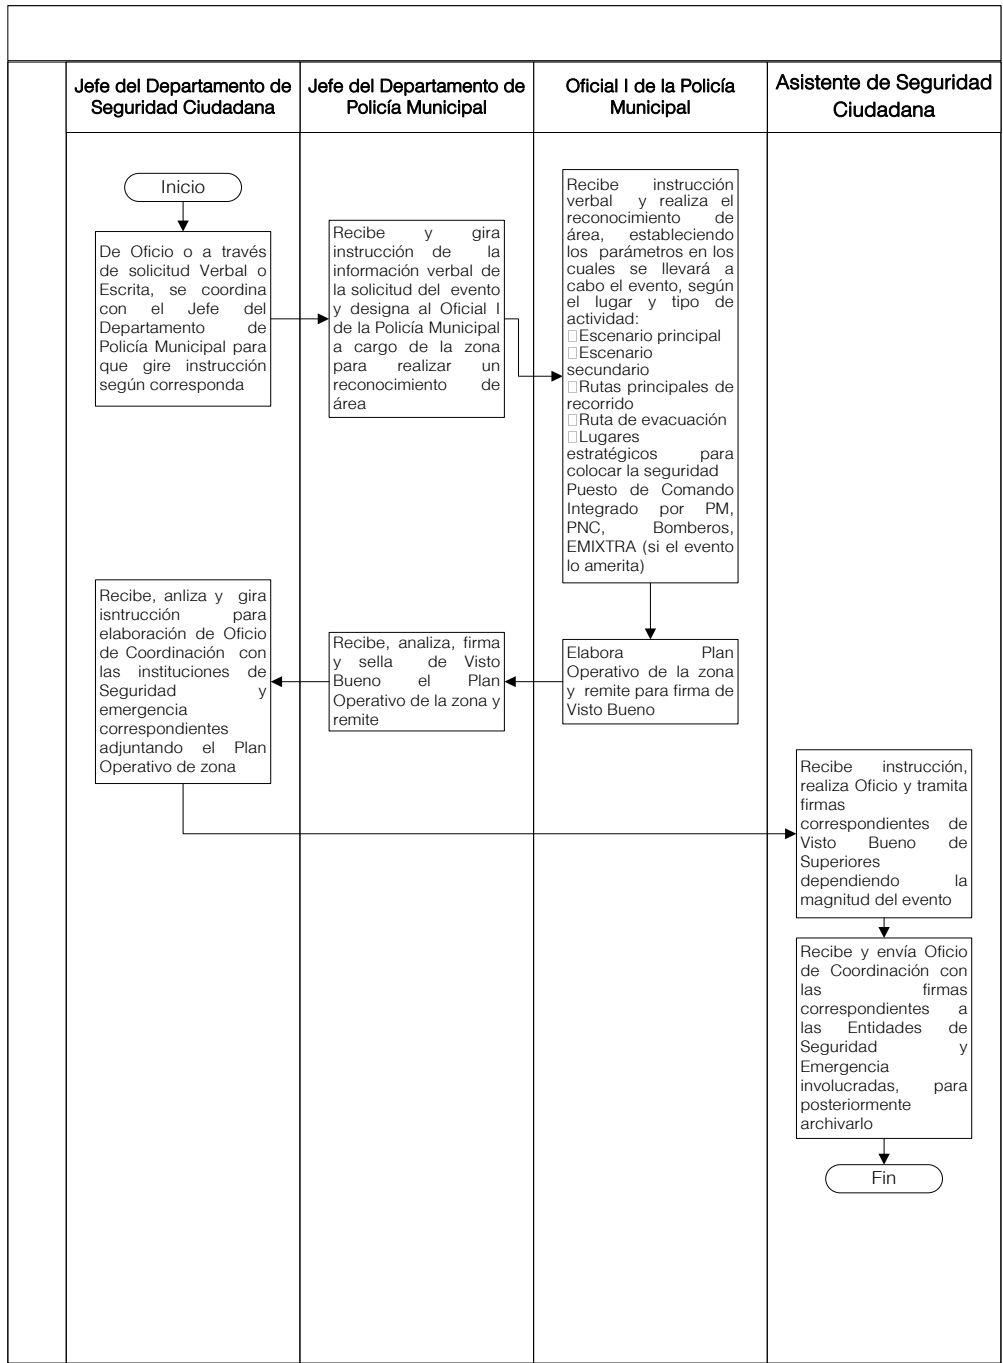 Jefe del Departamento de
Seguridad Ciudadana
Jefe del Departamento de
Policía Municipal
Oficial I de la Policía
Municipal
Asistente de Seguridad
Ciudadana
Inicio
De Oficio o a través
de solicitud Verbal o
Escrita, se coordina
con el Jefe del
Departamento de
Policía Municipal para
que gire instrucción
según corresponda
Recibe y gira
instrucción de la
información verbal de
la solicitud del evento
y designa al Oficial I
de la Policía Municipal
a cargo de la zona
para realizar un
reconocimiento de
área
Recibe instrucción
verbal y realiza el
reconocimiento de
área, estableciendo
los parámetros en los
cuales se llevará a
cabo el evento, según
el lugar y tipo de
actividad:
Escenario principal
Escenario
secundario
Rutas principales de
recorrido
Ruta de evacuación
Lugares
estratégicos para
colocar la seguridad
Puesto de Comando
Integrado por PM,
PNC, Bomberos,
EMIXTRA (si el evento
lo amerita)
Elabora Plan
Operativo de la zona
y remite para firma de
Visto Bueno
Recibe, analiza, firma
y sella de Visto
Bueno el Plan
Operativo de la zona y
remite
Recibe, anliza y gira
isntrucción para
elaboración de Oficio
de Coordinación con
las instituciones de
Seguridad y
emergencia
correspondientes
adjuntando el Plan
Operativo de zona
Recibe instrucción,
realiza Oficio y tramita
firmas
correspondientes de
Visto Bueno de
Superiores
dependiendo la
magnitud del evento
Recibe y envía Oficio
de Coordinación con
las firmas
correspondientes a
las Entidades de
Seguridad y
Emergencia
involucradas, para
posteriormente
archivarlo
Fin